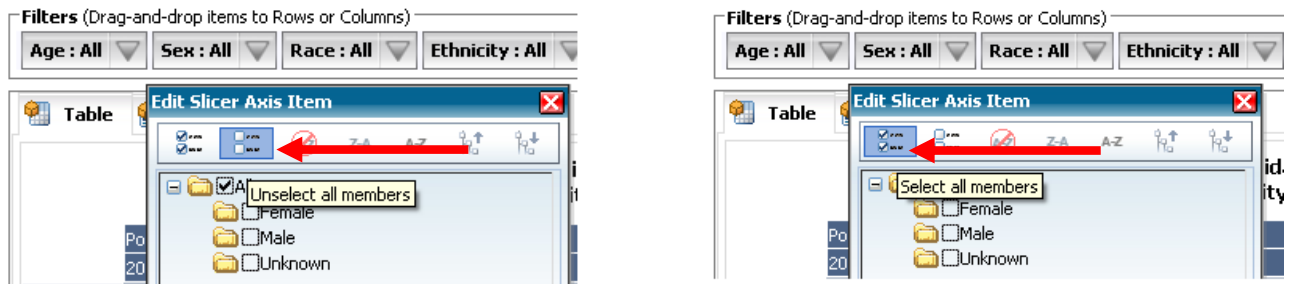 Filters (Drag-and-drop items to Rows or Columns)
Age : All Sex : All Race : All Ethnicity : All
Table
Edit Slicer Axis Item
Z-A A-Z
All
Unselect all members
Female
Male
Unknown
Po
20
Filters (Drag-and-drop items to Rows or Columns)
Age : All Sex : All Race : All Ethnicity : All
Table
Edit Slicer Axis Item
A-Z Z-A A-Z
id.
ity
Select all members
Female
Male
Unknown
Po
20